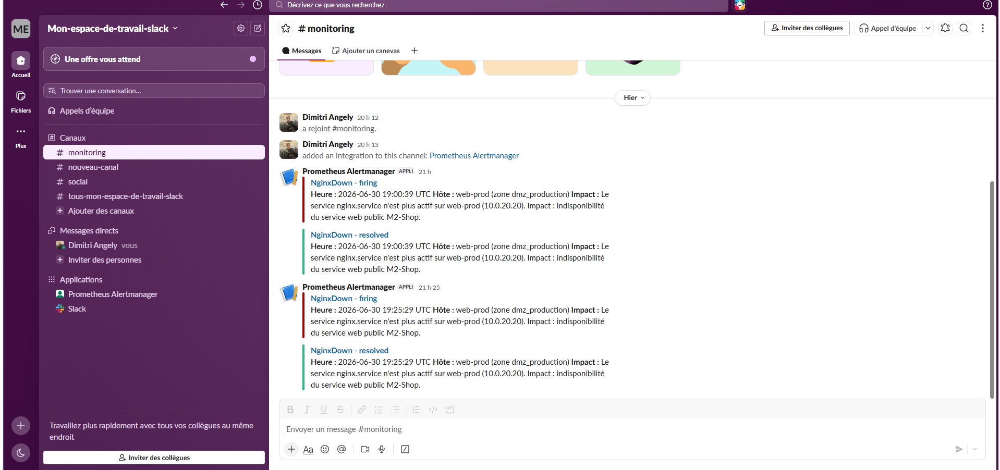 Décrivez ce que vous recherchez
ME
Mon-espace-de-travail-slack
Une offre vous attend
Accueil
Trouver une conversation...
Fichiers
Appels d'équipe
Plus
Canaux
# monitoring
# nouveau-canal
# social
# tous-mon-espace-de-travail-slack
+ Ajouter des canaux
Messages directs
Dimitri Angely vous
+ Inviter des personnes
Applications
Prometheus Alertmanager
Slack
Travaillez plus rapidement avec tous vos collègues au même
endroit
Inviter des collègues
# monitoring
Inviter des collègues
Appel d'équipe
Messages
Ajouter un canevas
Hier
Dimitri Angely 20 h 12
a rejoint #monitoring.
Dimitri Angely 20 h 13
added an integration to this channel: Prometheus Alertmanager
Prometheus Alertmanager APPLI 21 h
NginxDown - firing
Heure : 2026-06-30 19:00:39 UTC Hôte : web-prod (zone dmz_production) Impact : Le
service nginx.service n'est plus actif sur web-prod (10.0.20.20). Impact : indisponibilité
du service web public M2-Shop.
NginxDown - resolved
Heure : 2026-06-30 19:00:39 UTC Hôte : web-prod (zone dmz_production) Impact : Le
service nginx.service n'est plus actif sur web-prod (10.0.20.20). Impact : indisponibilité
du service web public M2-Shop.
Prometheus Alertmanager APPLI 21 h 25
NginxDown - firing
Heure : 2026-06-30 19:25:29 UTC Hôte : web-prod (zone dmz_production) Impact : Le
service nginx.service n'est plus actif sur web-prod (10.0.20.20). Impact : indisponibilité
du service web public M2-Shop.
NginxDown - resolved
Heure : 2026-06-30 19:25:29 UTC Hôte : web-prod (zone dmz_production) Impact : Le
service nginx.service n'est plus actif sur web-prod (10.0.20.20). Impact : indisponibilité
du service web public M2-Shop.
B I U S
Envoyer un message #monitoring
Aa